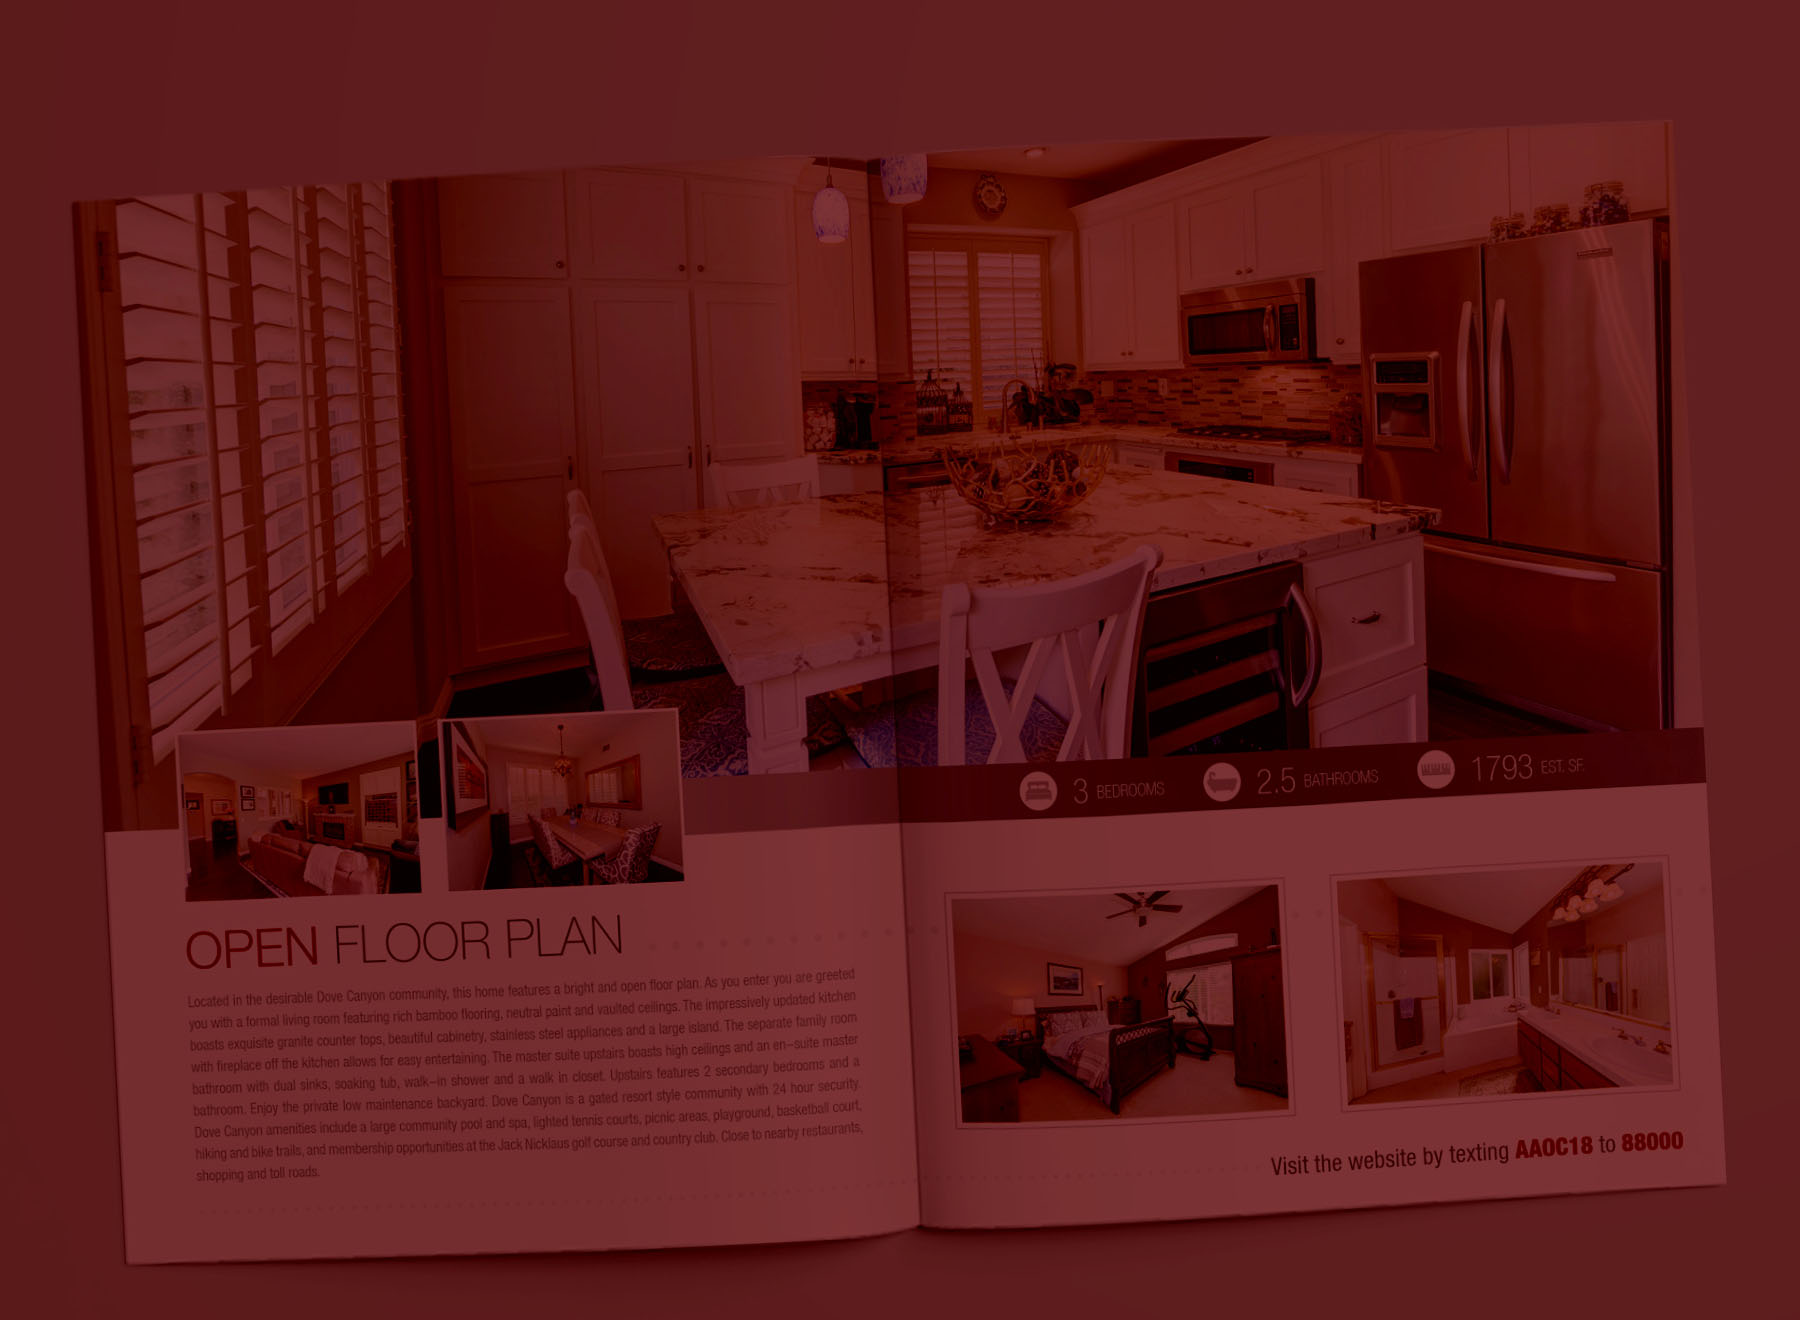 3 BEDROOMS 2.5 BATHROOMS 1793 EST. SF.
OPEN FLOOR PLAN
Located in the desirable Dove Canyon community, this home features a bright and open floor plan. As you enter you are greeted
you with a formal living room featuring rich bamboo flooring, neutral paint and vaulted ceilings. The impressively updated kitchen
boasts exquisite granite counter tops, beautiful cabinetry, stainless steel appliances and a large island. The separate family room
with fireplace off the kitchen allows for easy entertaining. The master suite upstairs boasts high ceilings and an en-suite master
bathroom with dual sinks, soaking tub, walk-in shower and a walk in closet. Upstairs features 2 secondary bedrooms and a
bathroom. Enjoy the private low maintenance backyard. Dove Canyon is a gated resort style community with 24 hour security.
Dove Canyon amenities include a large community pool and spa, lighted tennis courts, picnic areas, playground, basketball court,
hiking and bike trails, and membership opportunities at the Jack Nicklaus golf course and country club. Close to nearby restaurants,
shopping and toll roads.
Visit the website by texting AAOC18 to 88000